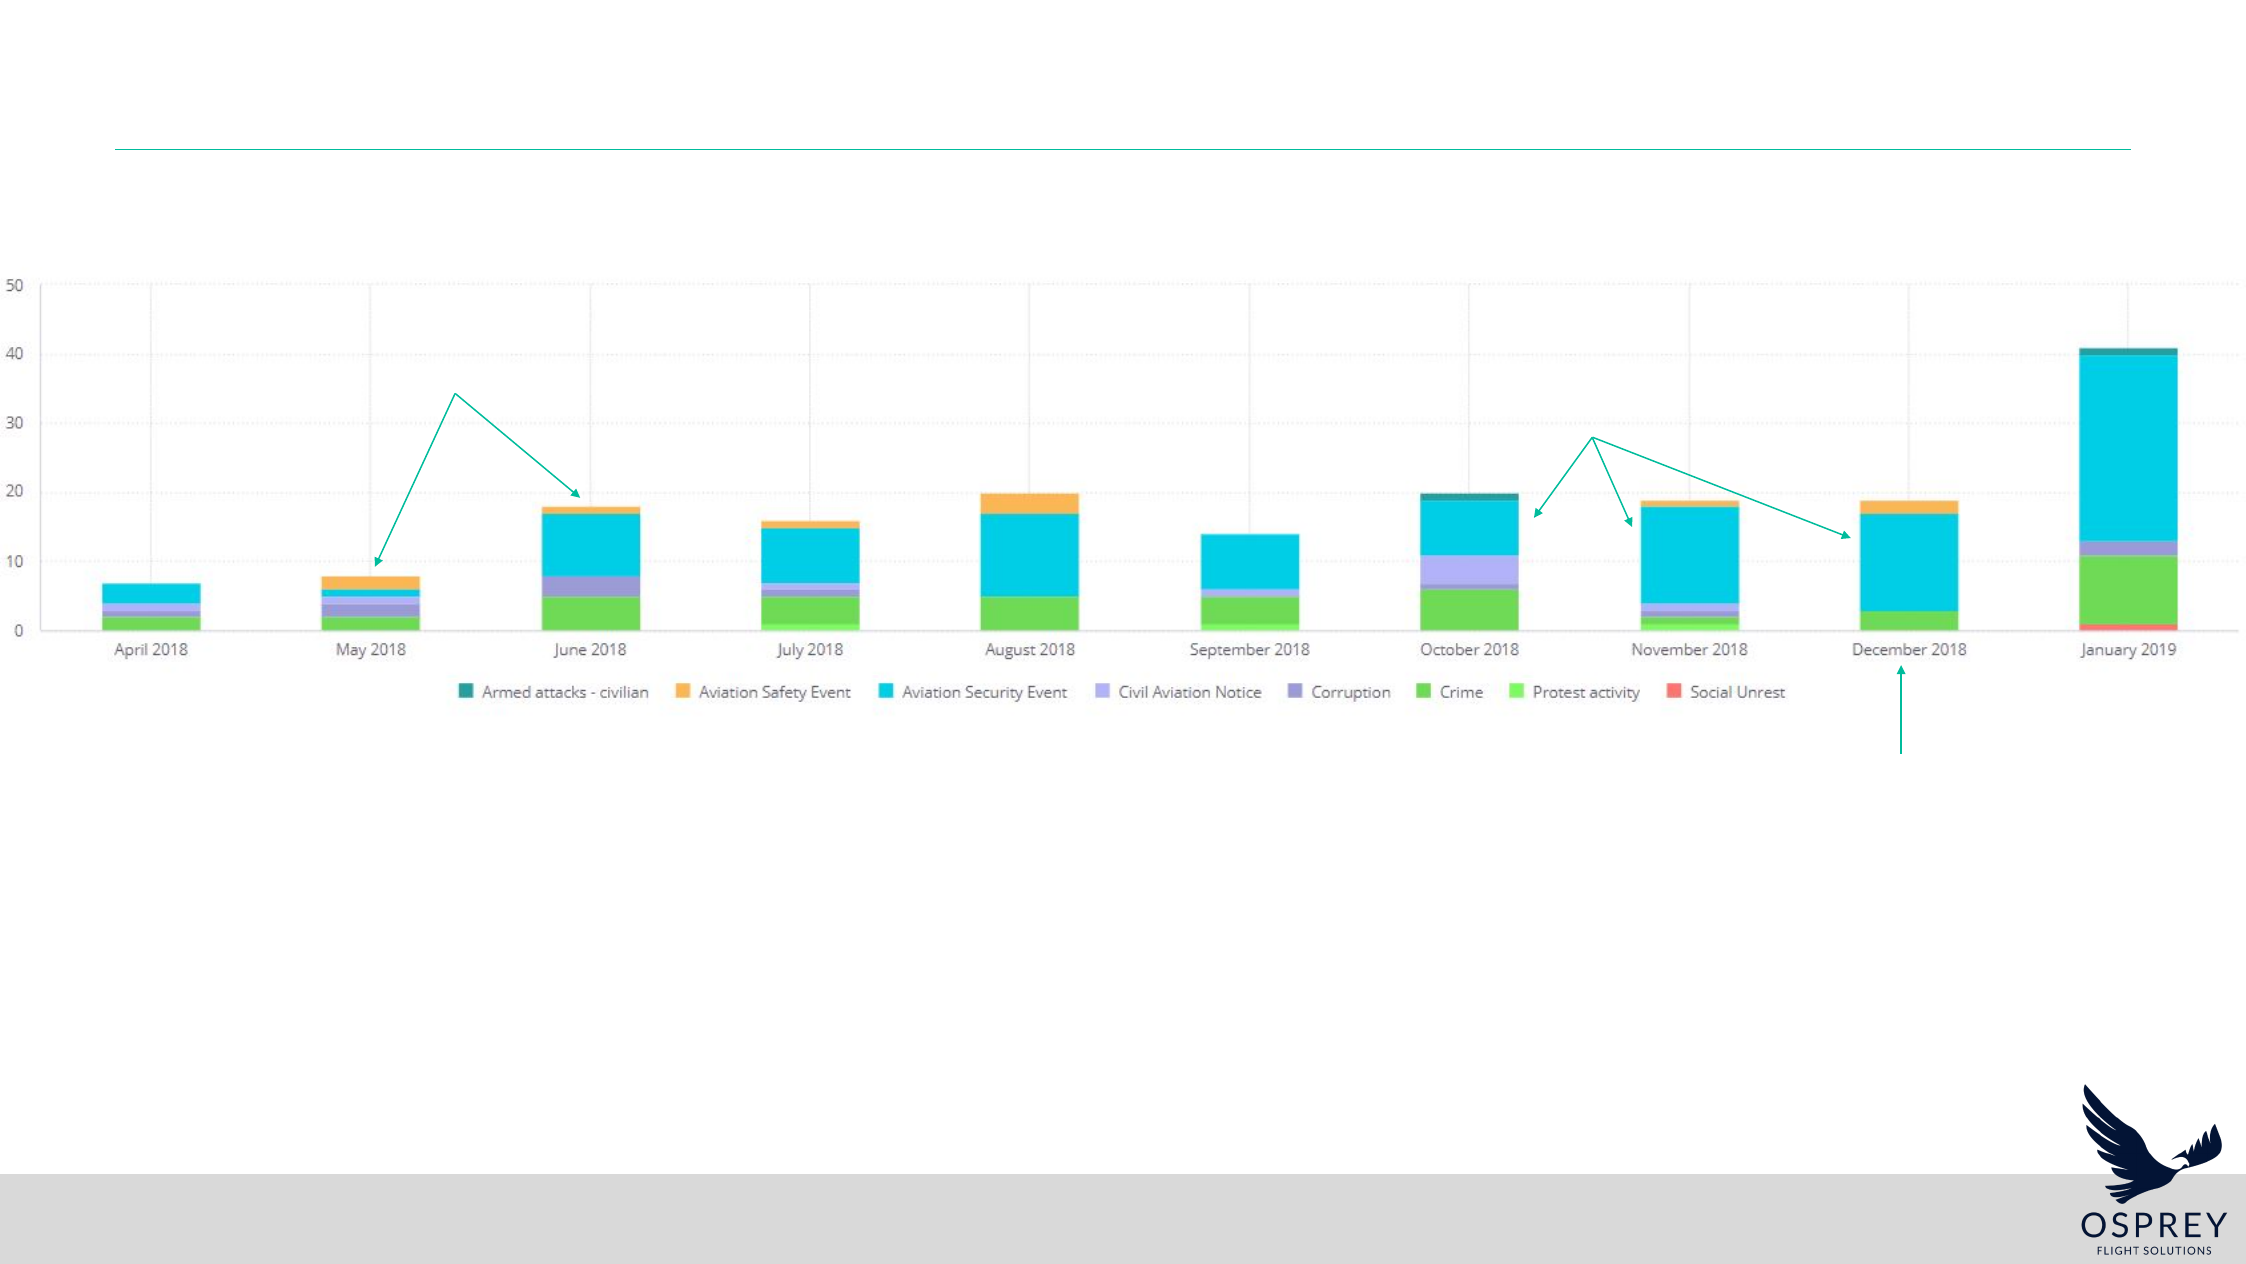 50
40
30
20
10
0
April 2018 May 2018 June 2018 July 2018 August 2018 September 2018 October 2018 November 2018 December 2018 January 2019
Armed attacks - civilian Aviation Safety Event Aviation Security Event Civil Aviation Notice Corruption Crime Protest activity Social Unrest
OSPREY
FLIGHT SOLUTIONS